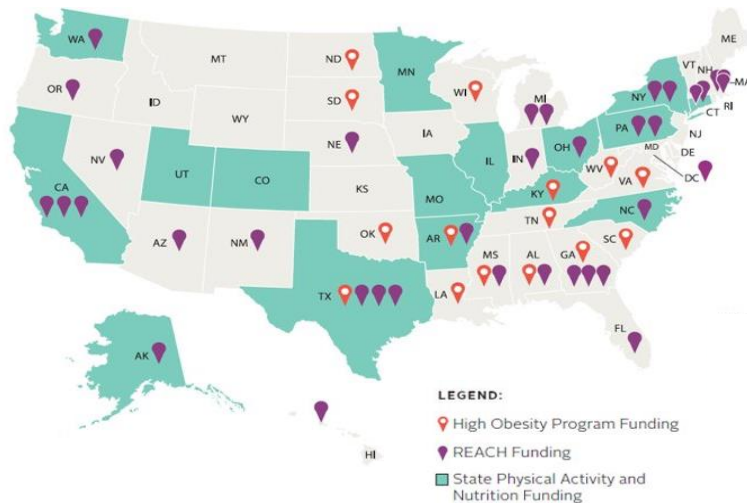 ME
WA
MT
ND
MN
VT
NH
MA
OR
ID
SD
WI
MI
NY
WY
CT
RI
NV
NE
IA
PA
NJ
CA
UT
CO
KS
MO
IL
IN
OH
MD
DE
WV
VA
DC
KY
NC
AZ
NM
OK
AR
TN
SC
MS
AL
GA
TX
LA
FL
AK
HI
LEGEND:
High Obesity Program Funding
REACH Funding
State Physical Activity and
Nutrition Funding